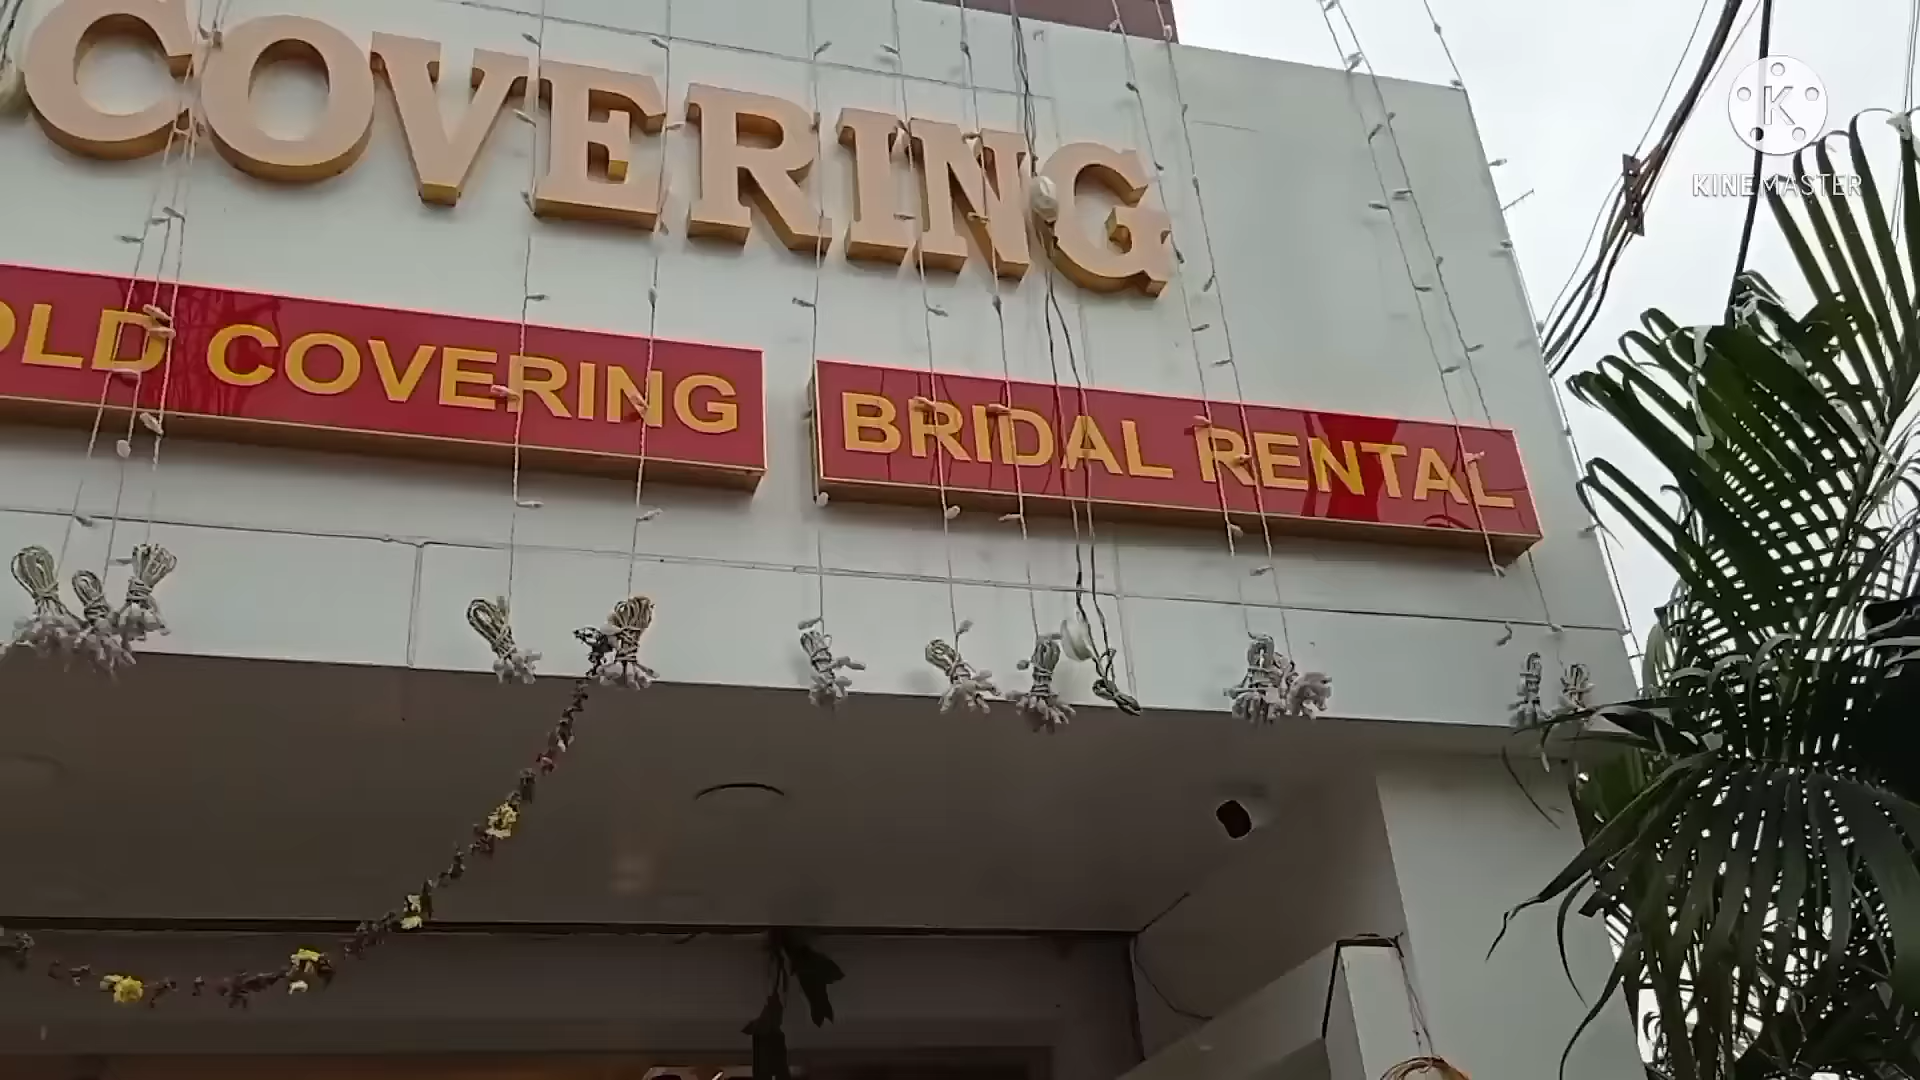 COVERING
OLD COVERING
BRIDAL RENTAL
K
KINEMASTER